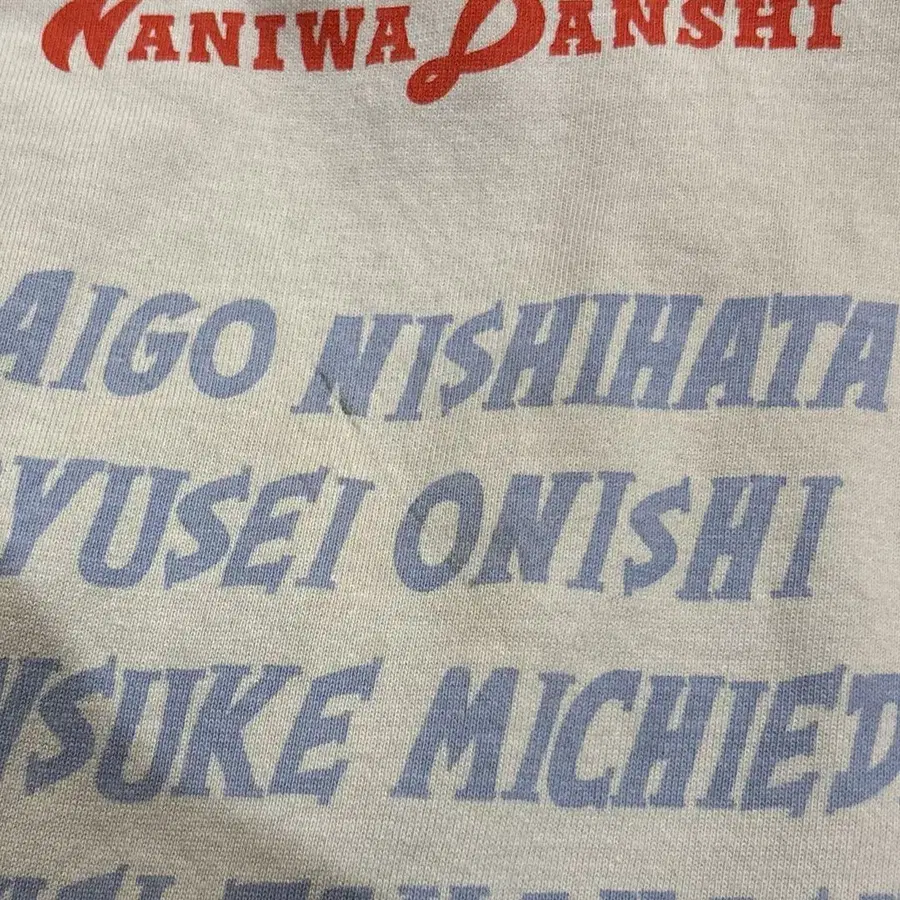 NANIWA DANSHI
AIGO NISHIHATA
YUSEI ONISHI
SUKE MICHIED